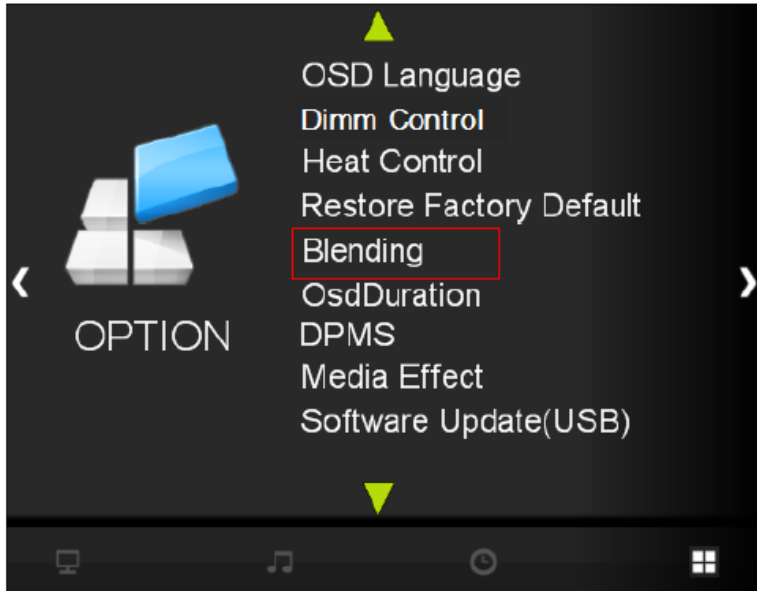 OSD Language
Dimm Control
Heat Control
Restore Factory Default
Blending
OsdDuration
OPTION
DPMS
Media Effect
Software Update(USB)